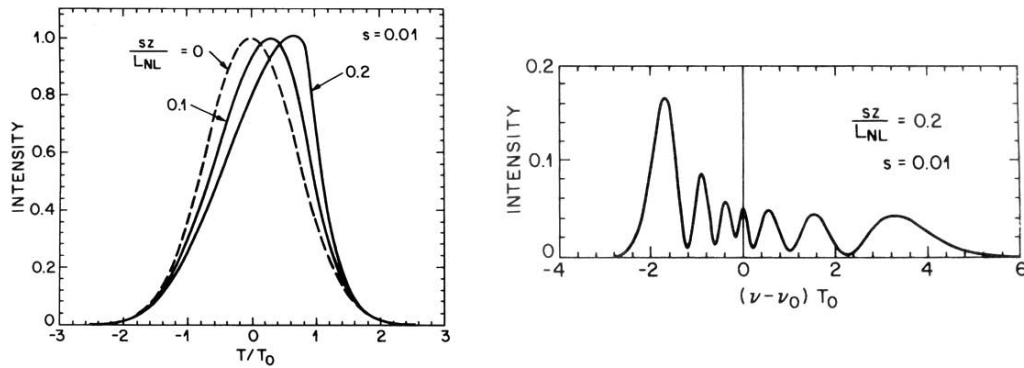 1.0
0.8
0.6
0.4
0.2
0
INTENSITY
sz/L_NL = 0
0.1
s = 0.01
0.2
-3 -2 -1 0 1 2 3
T/T₀
0.2
0.1
0
INTENSITY
sz/L_NL = 0.2
s = 0.01
-4 -2 0 2 4 6
(ν-ν₀) T₀